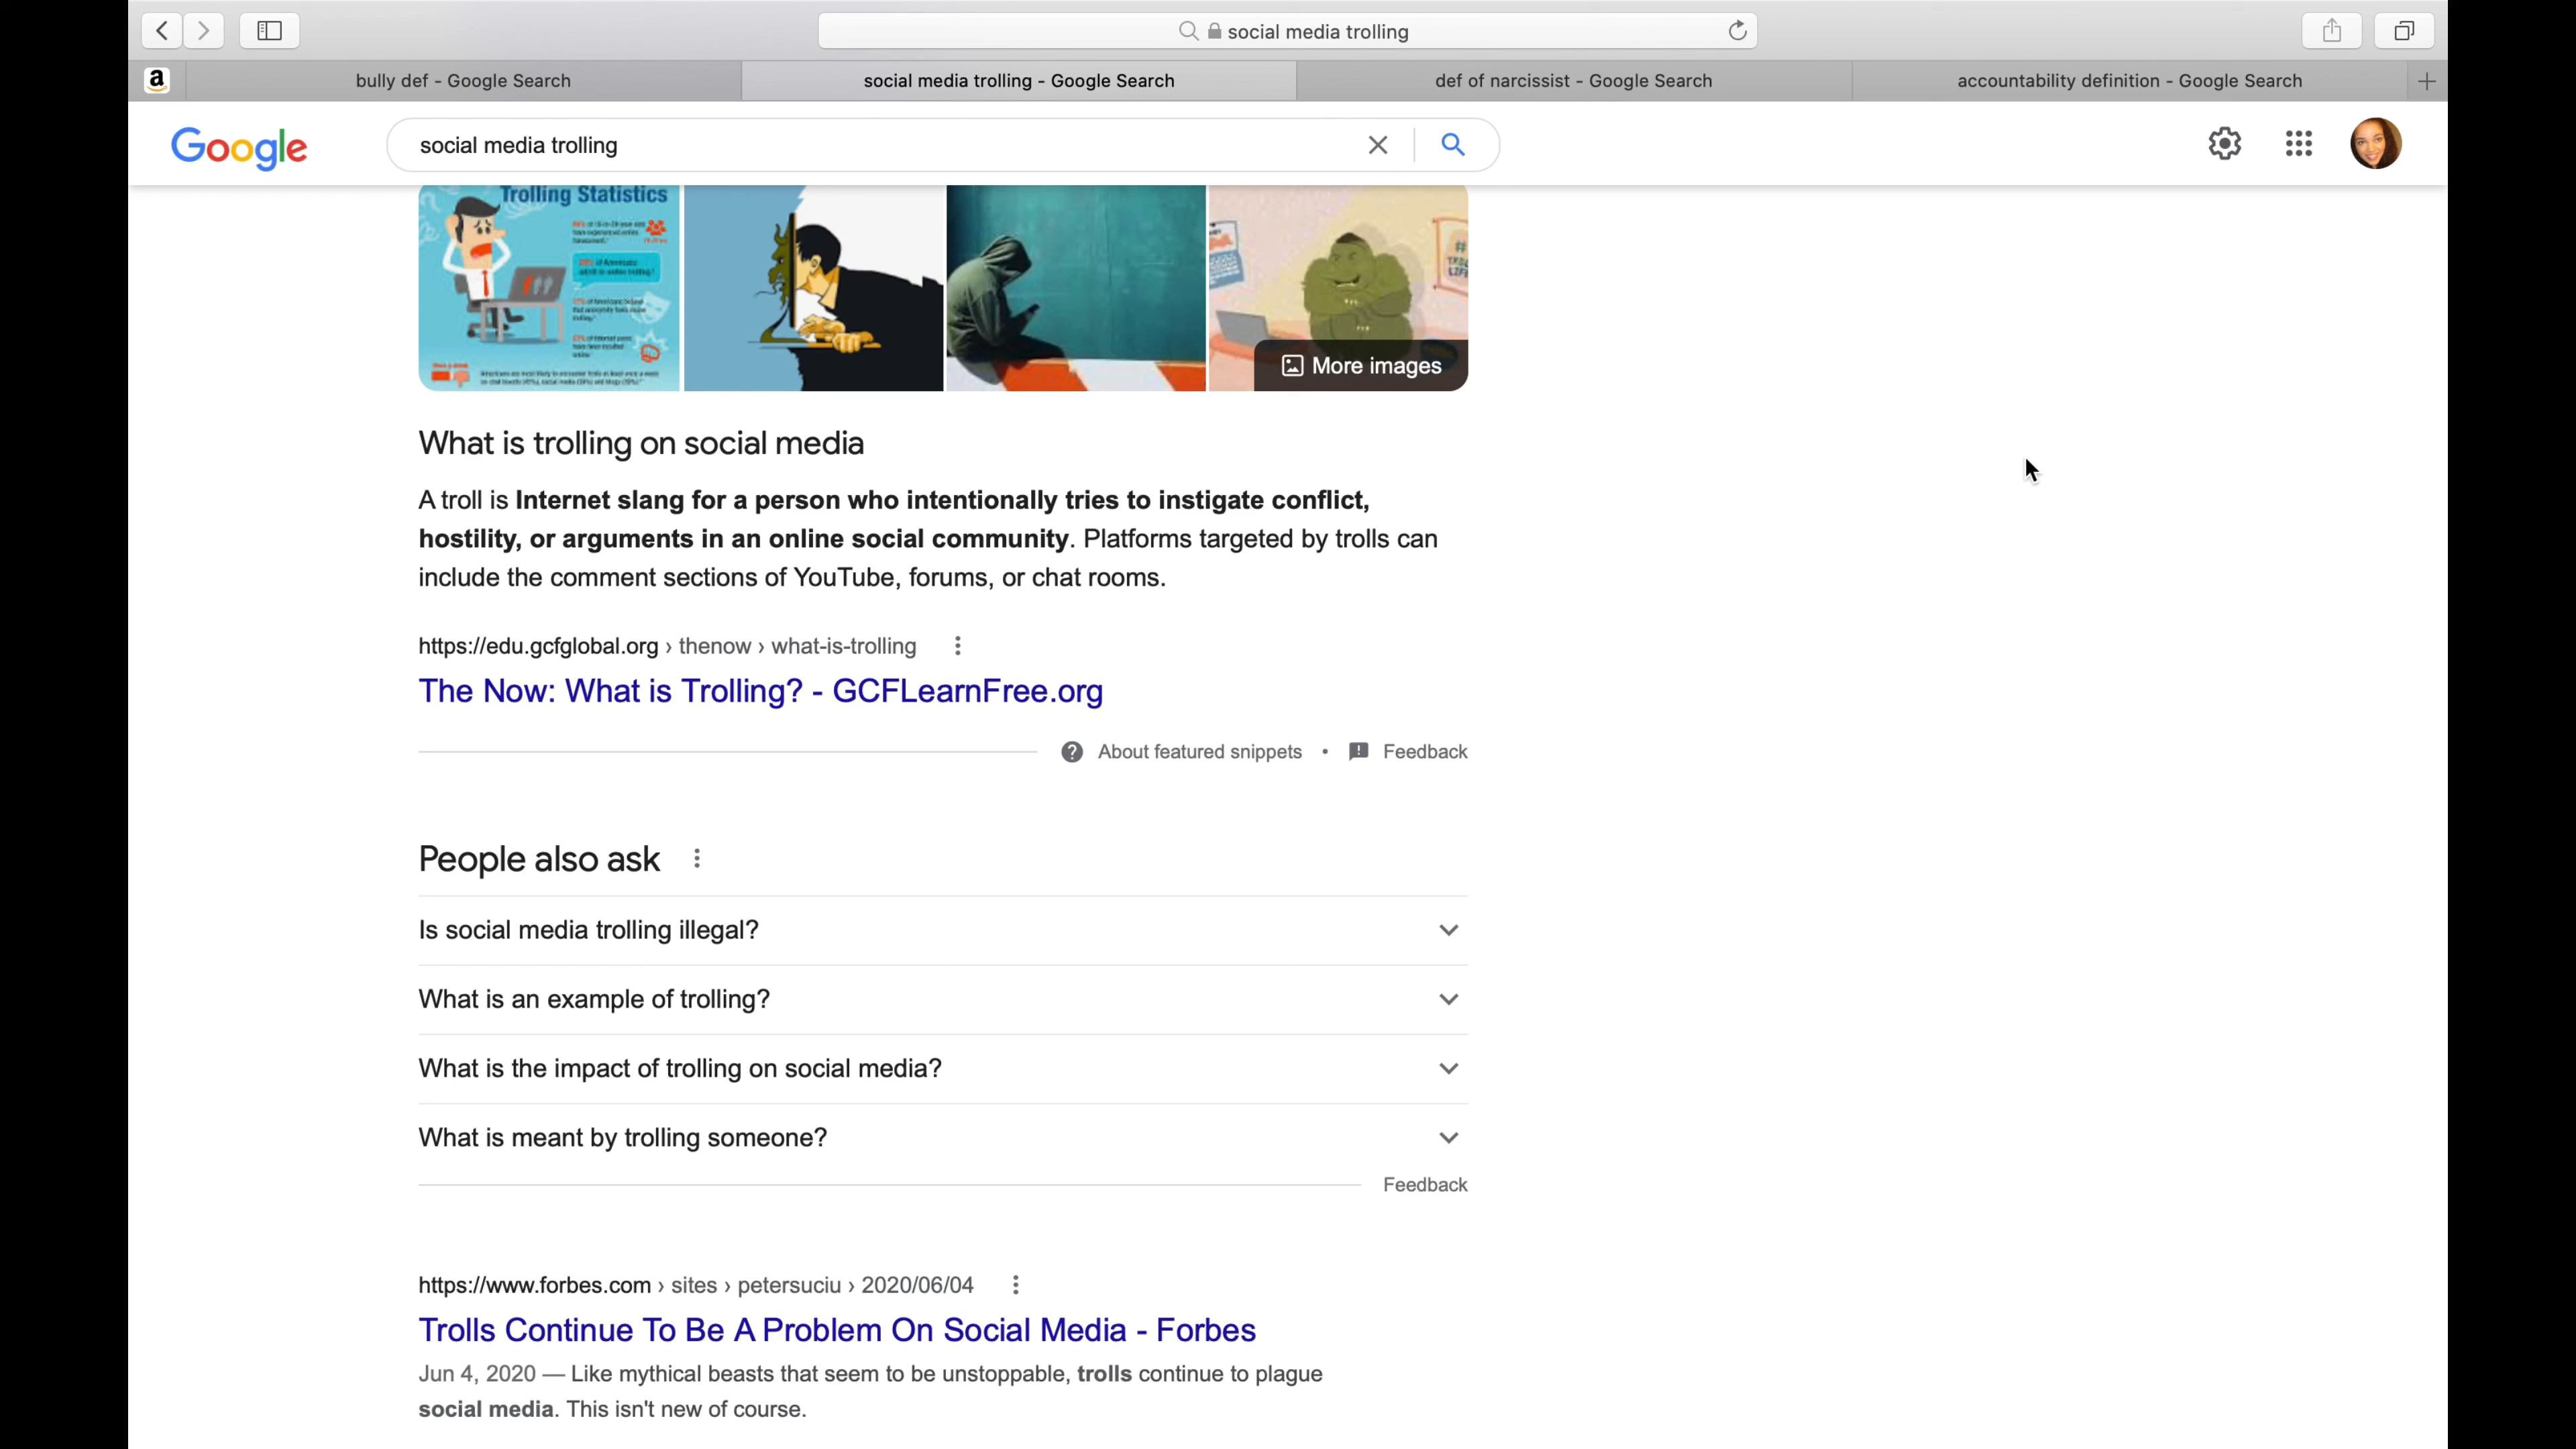 social media trolling
a
bully def - Google Search
social media trolling - Google Search
def of narcissist - Google Search
accountability definition - Google Search
Google
social media trolling
Trolling Statistics
More images
What is trolling on social media
A troll is Internet slang for a person who intentionally tries to instigate conflict,
hostility, or arguments in an online social community. Platforms targeted by trolls can
include the comment sections of YouTube, forums, or chat rooms.
https://edu.gcfglobal.org › thenow › what-is-trolling
The Now: What is Trolling? - GCFLearnFree.org
About featured snippets • Feedback
People also ask
Is social media trolling illegal?
What is an example of trolling?
What is the impact of trolling on social media?
What is meant by trolling someone?
Feedback
https://www.forbes.com › sites › petersuciu › 2020/06/04
Trolls Continue To Be A Problem On Social Media - Forbes
Jun 4, 2020 — Like mythical beasts that seem to be unstoppable, trolls continue to plague
social media. This isn't new of course.